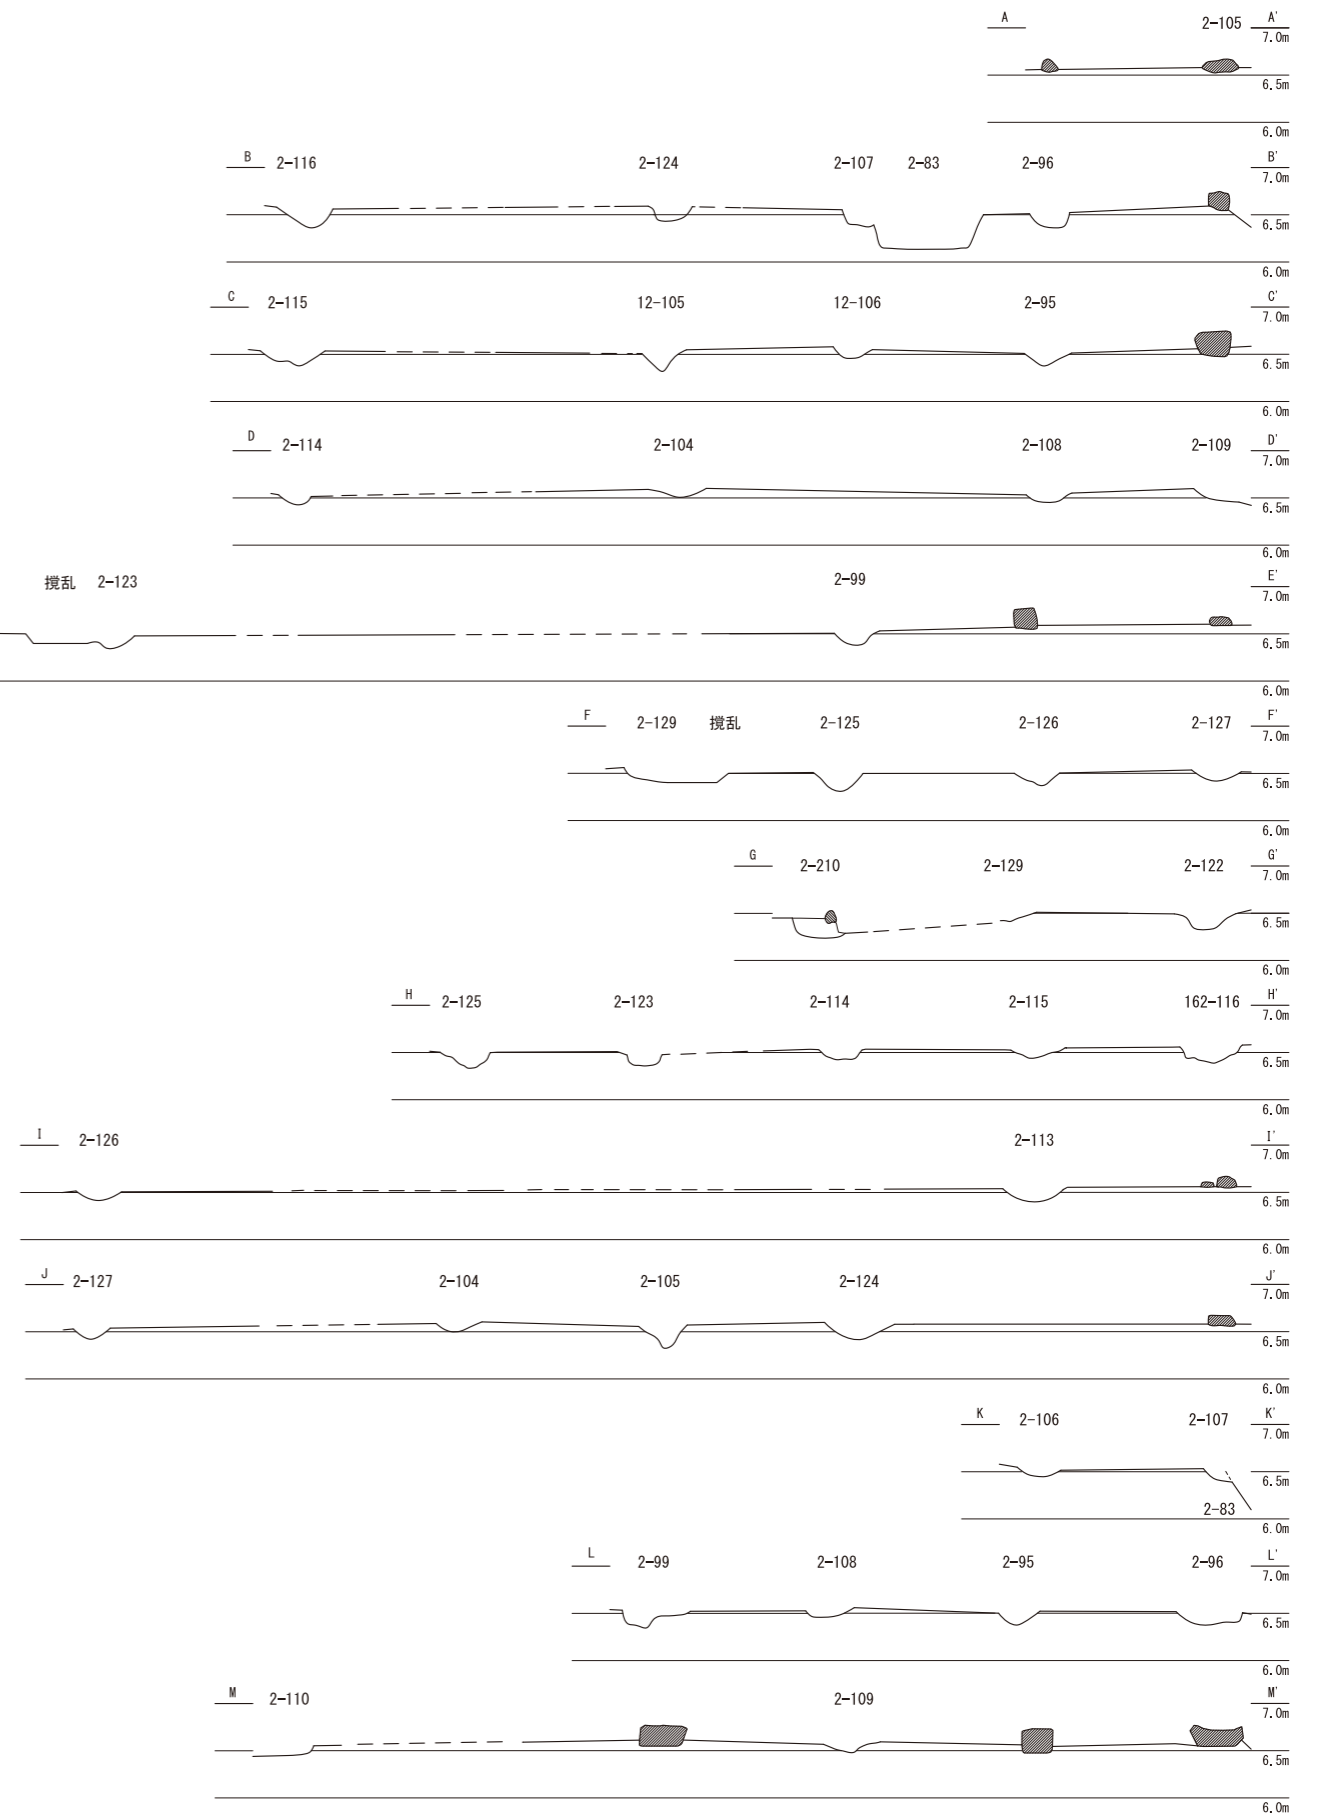 A 2-105 A'
7.0m
6.5m
6.0m
B 2-116 2-124 2-107 2-83 2-96 B'
7.0m
6.5m
6.0m
C 2-115 12-105 12-106 2-95 C'
7.0m
6.5m
6.0m
D 2-114 2-104 2-108 2-109 D'
7.0m
6.5m
6.0m
撹乱 2-123 2-99 E'
7.0m
6.5m
6.0m
F 2-129 撹乱 2-125 2-126 2-127 F'
7.0m
6.5m
6.0m
G 2-210 2-129 2-122 G'
7.0m
6.5m
6.0m
H 2-125 2-123 2-114 2-115 162-116 H'
7.0m
6.5m
6.0m
I 2-126 2-113 I'
7.0m
6.5m
6.0m
J 2-127 2-104 2-105 2-124 J'
7.0m
6.5m
6.0m
K 2-106 2-107 K'
7.0m
6.5m
2-83
6.0m
L 2-99 2-108 2-95 2-96 L'
7.0m
6.5m
6.0m
M 2-110 2-109 M'
7.0m
6.5m
6.0m